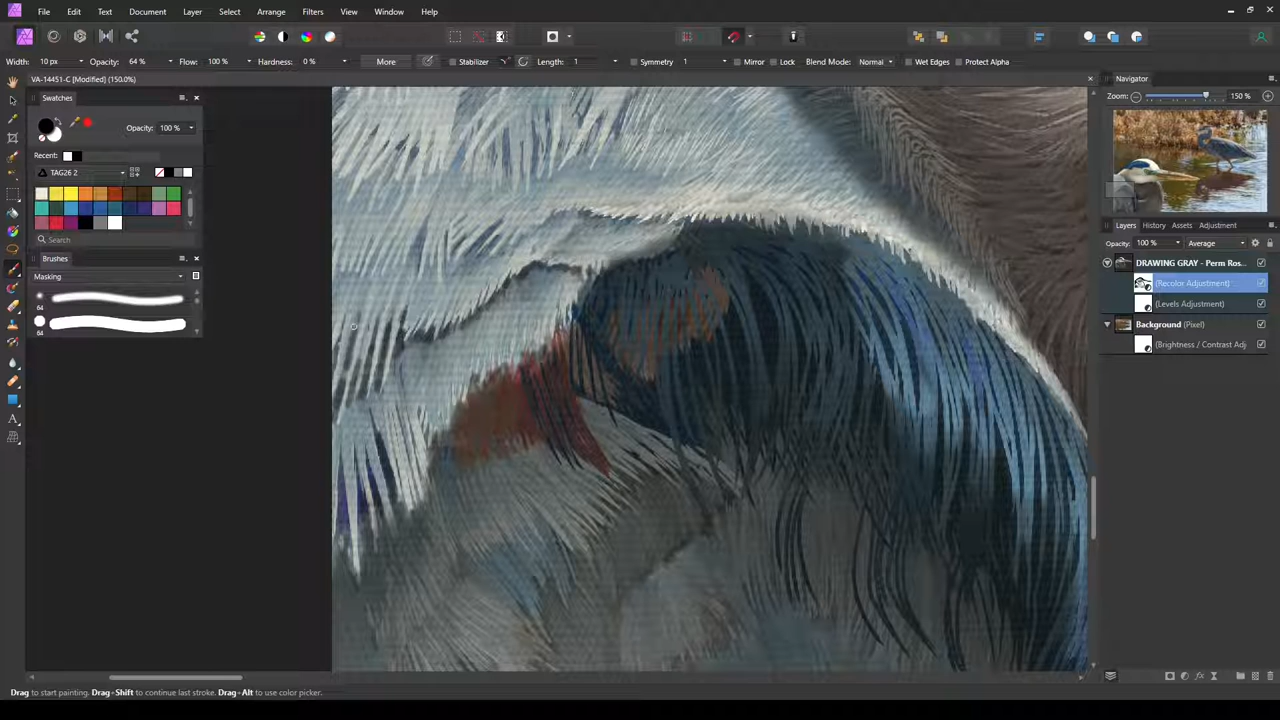 File Edit Text Document Layer Select Arrange Filters View Window Help
Width: 10 px Opacity: 64 % Flow: 100 % Hardness: 0 % More Stabilizer Length: 1 Symmetry 1 Mirror Lock Blend Mode: Normal Wet Edges Protect Alpha
VA-14451-C [Modified] (150.0%)
Swatches
Opacity: 100 %
Recent:
TAG26 2
Search
Brushes
Masking
64
64
Navigator
Zoom: 150 %
Layers History Assets Adjustment
Opacity: 100 % Average
DRAWING GRAY - Perm Ros...
(Recolor Adjustment)
(Levels Adjustment)
Background (Pixel)
(Brightness / Contrast Adj
Drag to start painting. Drag+Shift to continue last stroke. Drag+Alt to use color picker.